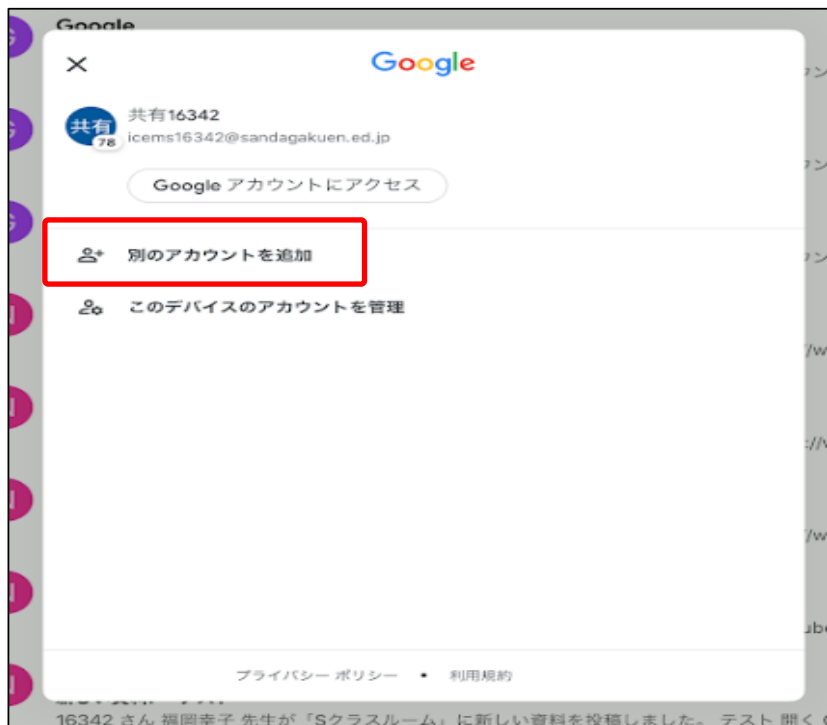 Google
Google
共有16342
共有
78
icems16342@sandagakuen.ed.jp
Google アカウントにアクセス
別のアカウントを追加
このデバイスのアカウントを管理
プライバシー ポリシー • 利用規約
16342 さん 福岡幸子 先生が「Sクラスルーム」に新しい資料を投稿しました。 テスト 開く